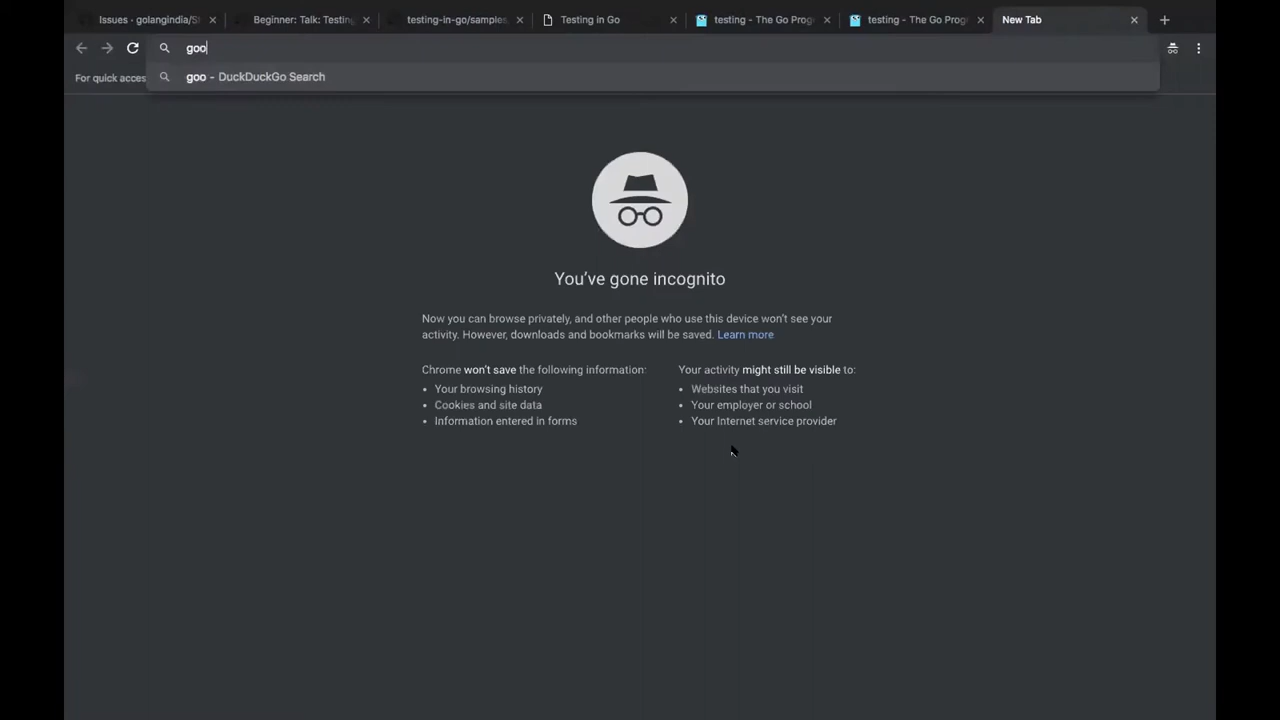 Issues · golangindia/S
Beginner: Talk: Testing
testing-in-go/samples
Testing in Go
testing - The Go Prog
testing - The Go Prog
New Tab
goo
For quick acces
goo - DuckDuckGo Search
You've gone incognito
Now you can browse privately, and other people who use this device won't see your
activity. However, downloads and bookmarks will be saved. Learn more
Chrome won't save the following information:
Your activity might still be visible to:
• Your browsing history
• Websites that you visit
• Cookies and site data
• Your employer or school
• Information entered in forms
• Your Internet service provider